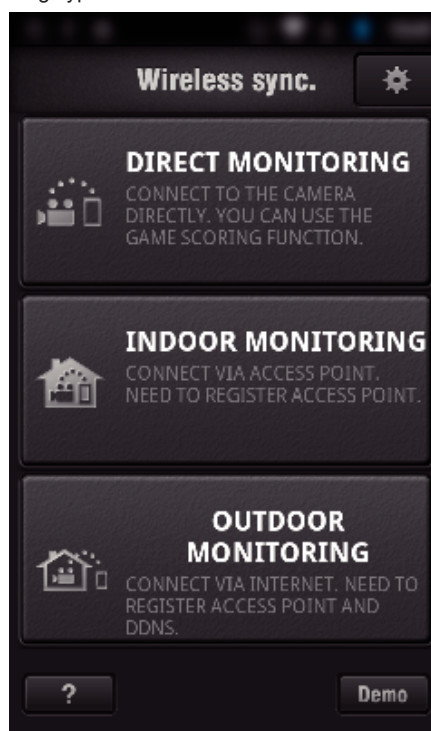 Wireless sync.
DIRECT MONITORING
CONNECT TO THE CAMERA
DIRECTLY. YOU CAN USE THE
GAME SCORING FUNCTION.
INDOOR MONITORING
CONNECT VIA ACCESS POINT.
NEED TO REGISTER ACCESS POINT.
OUTDOOR
MONITORING
CONNECT VIA INTERNET. NEED TO
REGISTER ACCESS POINT AND
DDNS.
?
Demo